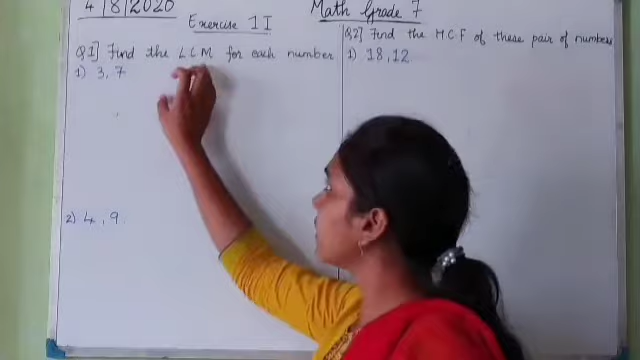 4/8/2020
Math Grade 7
Exercise 1I
Q1] Find the LCM for each number
1) 3, 7
2) 4, 9.
Q2] Find the HCF of these pair of numbers
1) 18, 12